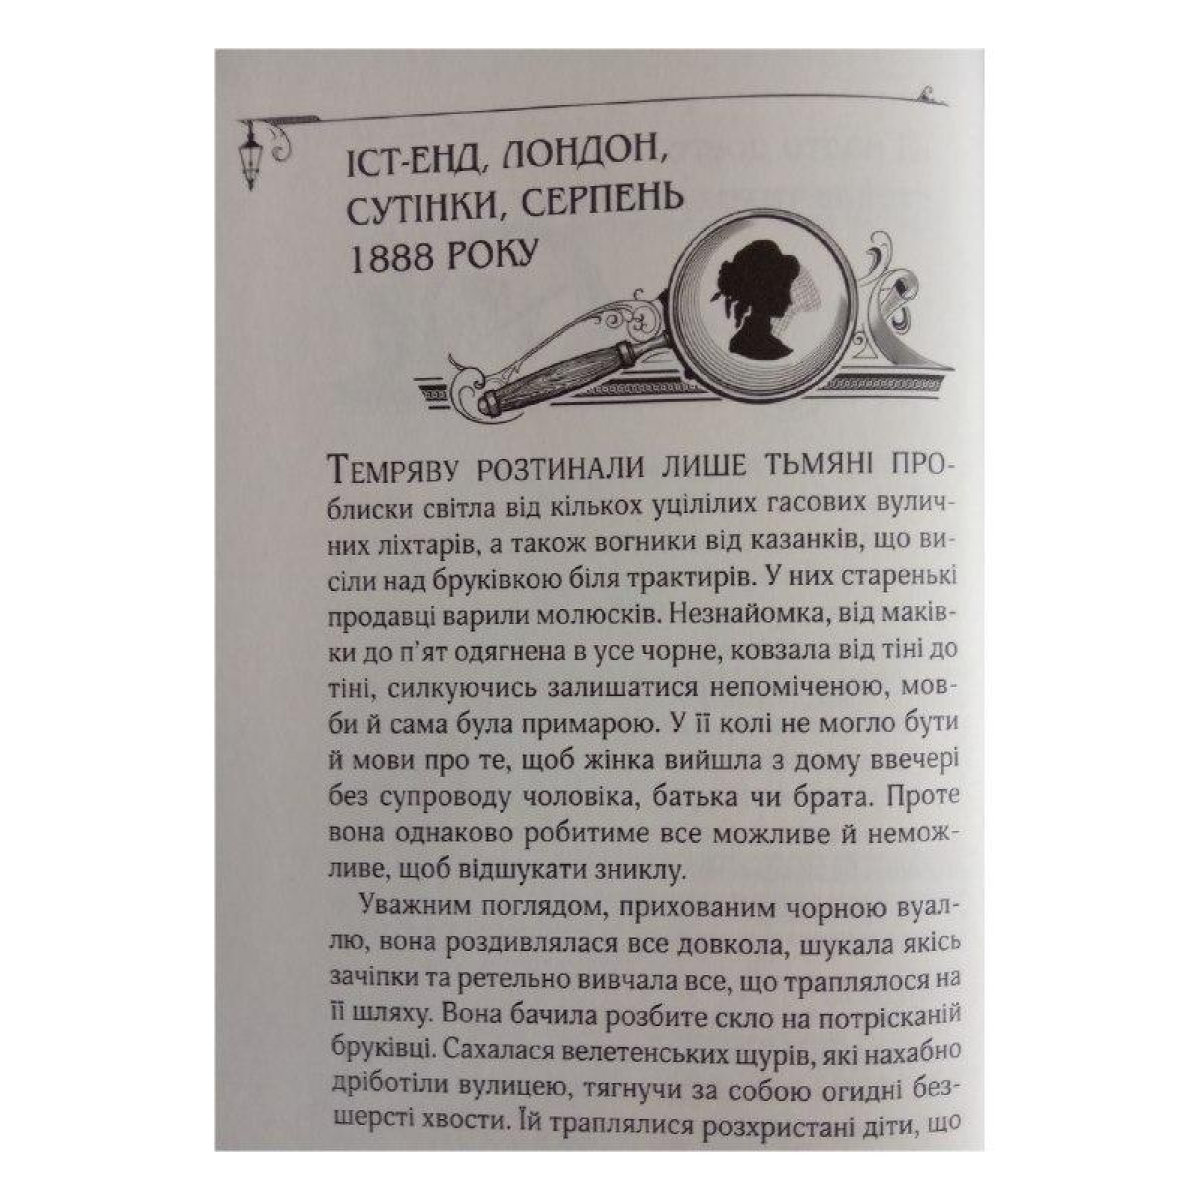 ІСТ-ЕНД, ЛОНДОН,
СУТІНКИ, СЕРПЕНЬ
1888 РОКУ
ТЕМРЯВУ РОЗТИНАЛИ ЛИШЕ ТЬМЯНІ ПРО-
блиски світла від кількох уцілілих гасових вулич-
них ліхтарів, а також вогники від казанків, що ви-
сіли над бруківкою біля трактирів. У них старенькі
продавці варили молюсків. Незнайомка, від маків-
ки до п’ят одягнена в усе чорне, ковзала від тіні до
тіні, силкуючись залишатися непоміченою, мов-
би й сама була примарою. У її колі не могло бути
й мови про те, щоб жінка вийшла з дому ввечері
без супроводу чоловіка, батька чи брата. Проте
вона однаково робитиме все можливе й немож-
ливе, щоб відшукати зниклу.
Уважним поглядом, прихованим чорною вуал-
лю, вона роздивлялася все довкола, шукала якісь
зачіпки та ретельно вивчала все, що траплялося на
її шляху. Вона бачила розбите скло на потрісканій
бруківці. Сахалася велетенських щурів, які нахабно
дріботіли вулицею, тягнучи за собою огидні без-
шерсті хвости. Їй траплялися розхристані діти, що